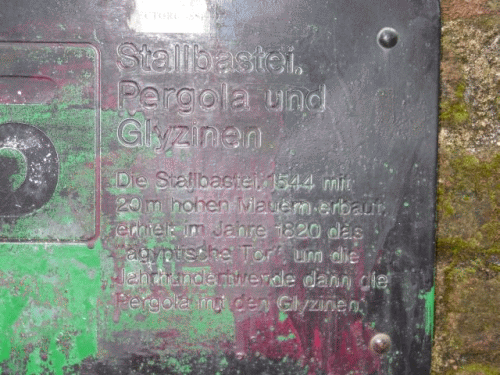 Stallbastei,
Pergola und
Glyzinen
Die Stallbastei, 1544 mit
20 m hohen Mauern erbaut,
erhielt im Jahre 1820 das
"ägyptische Tor", um die
Jahrhundertwende dann die
Pergola mit den Glyzinen.